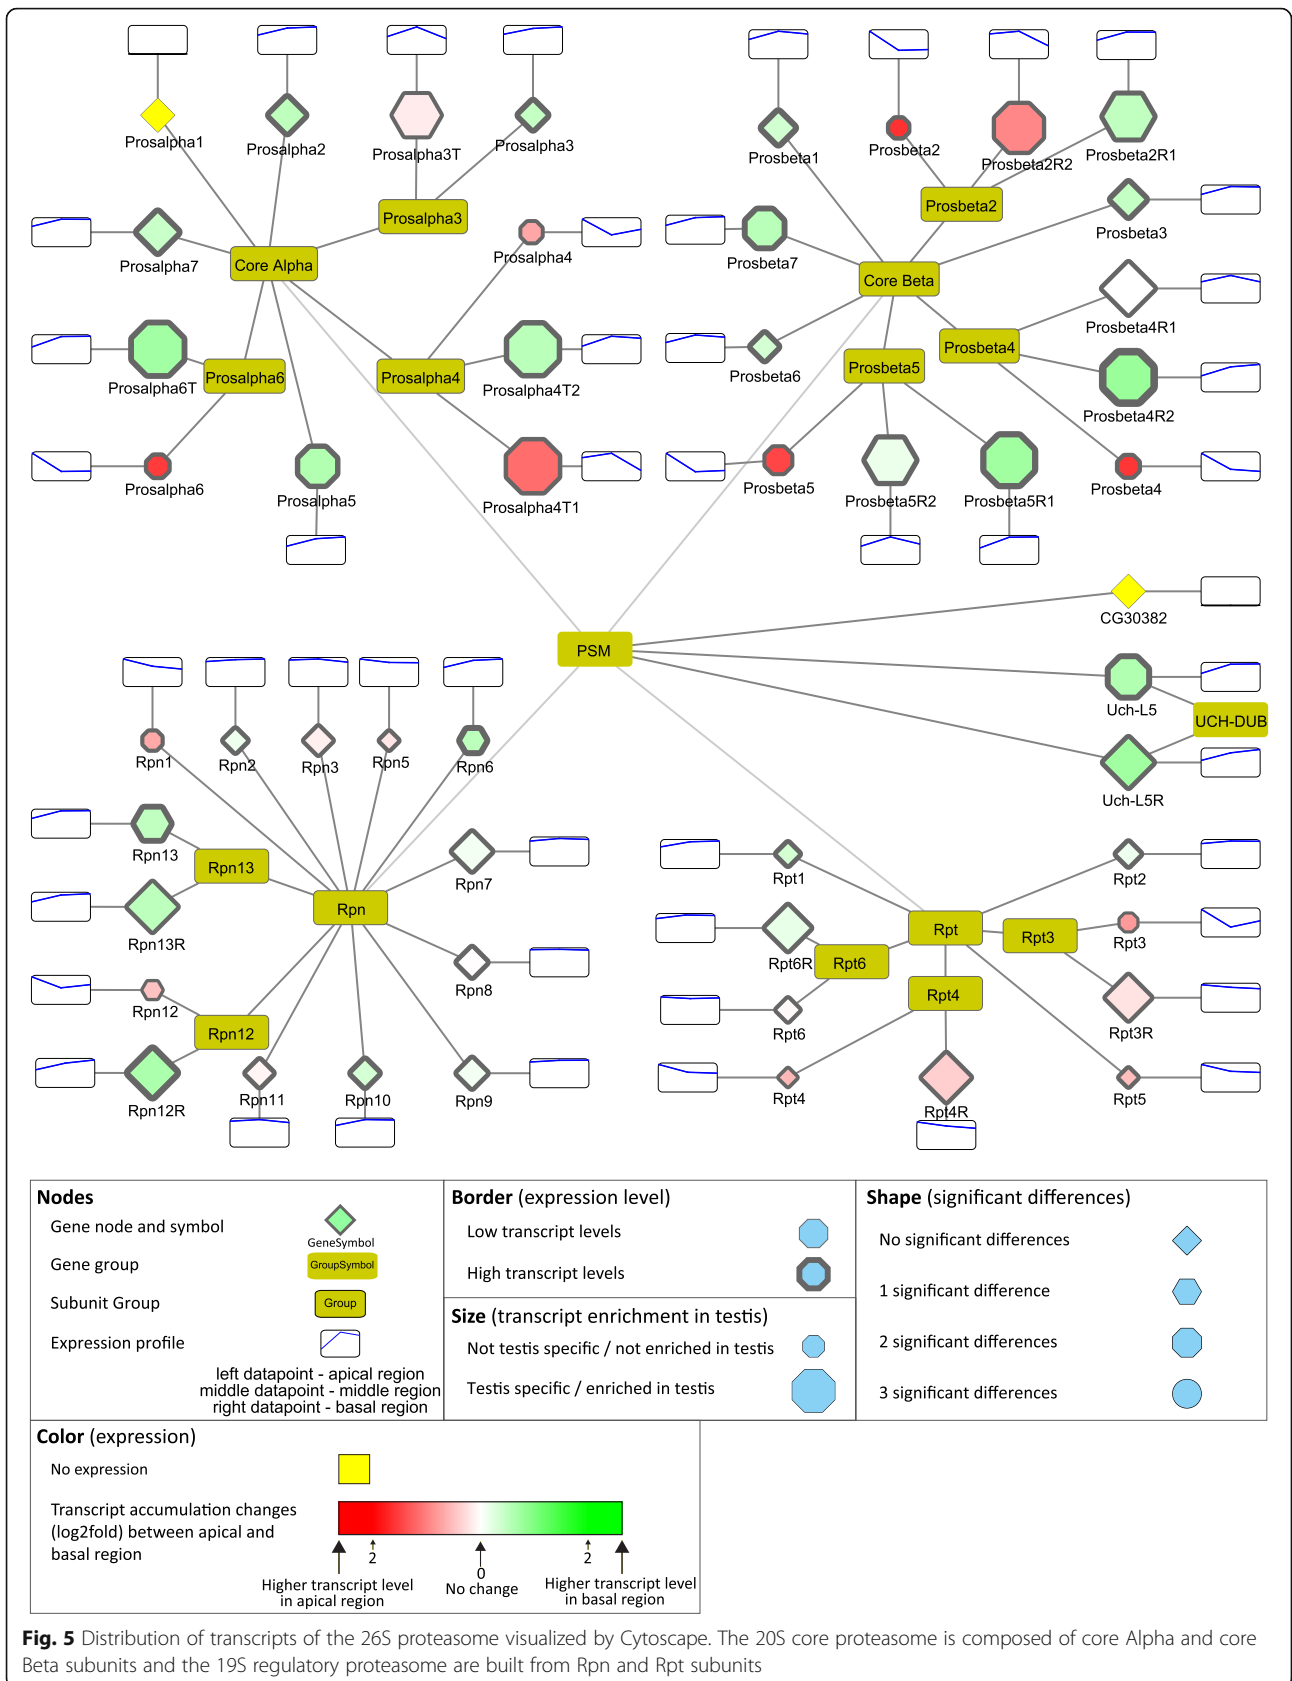 Prosalpha1
Prosalpha2
Prosalpha3T
Prosalpha3
Prosalpha3
Prosalpha7
Core Alpha
Prosalpha4
Prosalpha6T
Prosalpha6
Prosalpha4
Prosalpha4T2
Prosalpha6
Prosalpha5
Prosalpha4T1
Prosbeta1
Prosbeta2
Prosbeta2R2
Prosbeta2R1
Prosbeta2
Prosbeta3
Prosbeta7
Core Beta
Prosbeta4R1
Prosbeta6
Prosbeta5
Prosbeta4
Prosbeta4R2
Prosbeta5
Prosbeta5R2
Prosbeta5R1
Prosbeta4
PSM
CG30382
Uch-L5
UCH-DUB
Uch-L5R
Rpn1
Rpn2
Rpn3
Rpn5
Rpn6
Rpn13
Rpn13
Rpn7
Rpn13R
Rpn
Rpn12
Rpn8
Rpn12
Rpn12R
Rpn11
Rpn10
Rpn9
Rpt1
Rpt2
Rpt6R
Rpt6
Rpt
Rpt3
Rpt3
Rpt6
Rpt4
Rpt3R
Rpt4
Rpt4R
Rpt5
Nodes
Gene node and symbol
GeneSymbol
Gene group
GroupSymbol
Subunit Group
Group
Expression profile
left datapoint - apical region
middle datapoint - middle region
right datapoint - basal region
Border (expression level)
Low transcript levels
High transcript levels
Size (transcript enrichment in testis)
Not testis specific / not enriched in testis
Testis specific / enriched in testis
Shape (significant differences)
No significant differences
1 significant difference
2 significant differences
3 significant differences
Color (expression)
No expression
Transcript accumulation changes
(log2fold) between apical and
basal region
2
0
2
Higher transcript level
in apical region
No change
Higher transcript level
in basal region
Fig. 5 Distribution of transcripts of the 26S proteasome visualized by Cytoscape. The 20S core proteasome is composed of core Alpha and core
Beta subunits and the 19S regulatory proteasome are built from Rpn and Rpt subunits